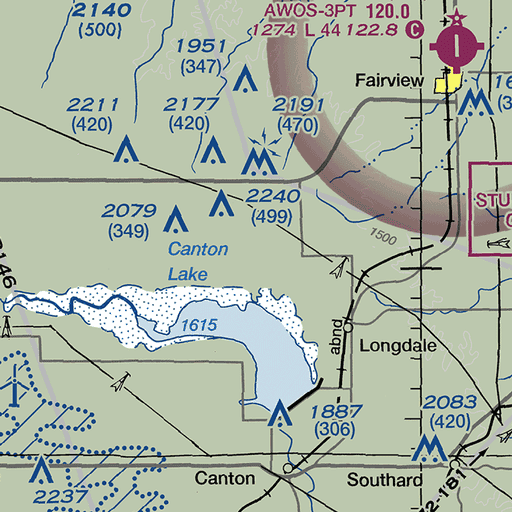 2140
(500)
AWOS-3PT 120.0
1274 L 44 122.8 C
1951
(347)
Fairview
2211
(420)
2177
(420)
2191
(470)
2240
(499)
2079
(349)
1500
Canton
Lake
1615
abnd
Longdale
1887
(306)
2083
(420)
Canton
Southard
2237